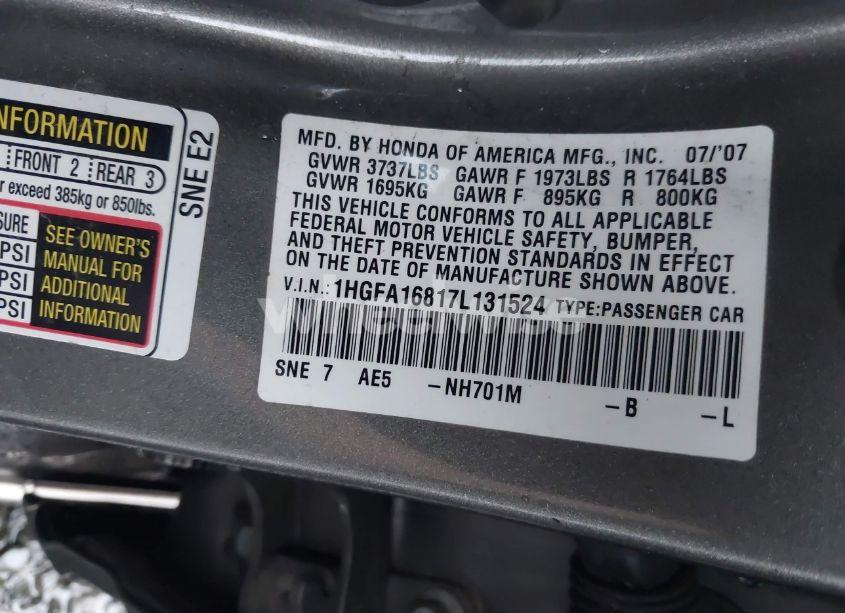 INFORMATION
FRONT 2 REAR 3
exceed 385kg or 850lbs.
SEE OWNER'S
PSI MANUAL FOR
PSI ADDITIONAL
PSI INFORMATION
SNE E2
MFD. BY HONDA OF AMERICA MFG., INC. 07/'07
GVWR 3737LBS GAWR F 1973LBS R 1764LBS
GVWR 1695KG GAWR F 895KG R 800KG
THIS VEHICLE CONFORMS TO ALL APPLICABLE
FEDERAL MOTOR VEHICLE SAFETY, BUMPER,
AND THEFT PREVENTION STANDARDS IN EFFECT
ON THE DATE OF MANUFACTURE SHOWN ABOVE.
V.I.N.: 1HGFA16817L131524 TYPE:PASSENGER CAR
wheelwise
SNE 7 AE5 -NH701M -B -L